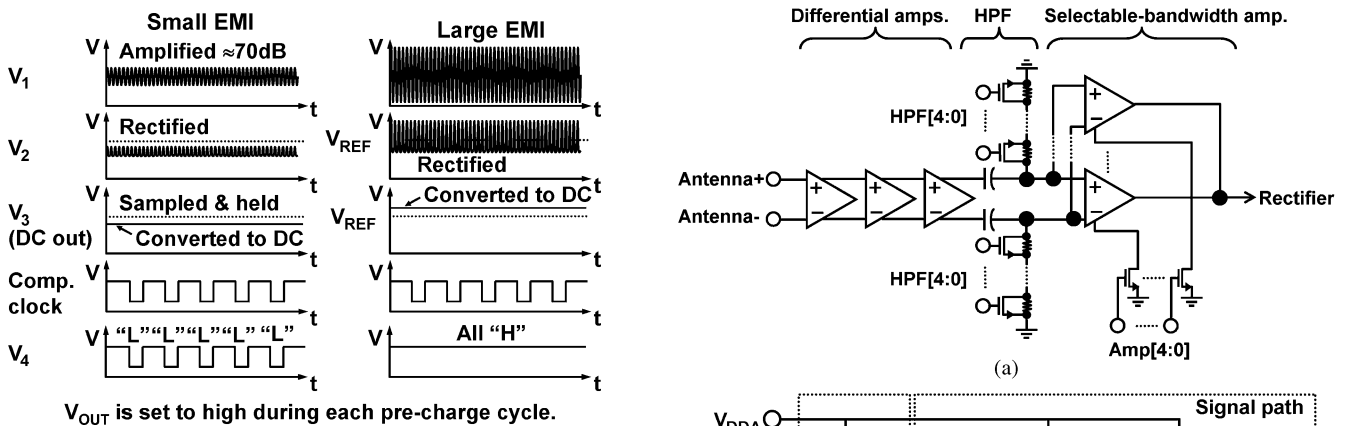 Small EMI
Large EMI
V
Amplified ≈70dB
V
V1
t
t
V
Rectified
V
V2
VREF
Rectified
t
t
V
Sampled & held
V
Converted to DC
V3
VREF
(DC out)
Converted to DC
t
t
Comp.
clock
V
V
t
t
V
"L" "L" "L" "L" "L"
V
All "H"
V4
t
t
VOUT is set to high during each pre-charge cycle.
Differential amps.
HPF
Selectable-bandwidth amp.
HPF[4:0]
Antenna+
Antenna-
+
−
+
−
+
−
+
−
+
−
Rectifier
HPF[4:0]
Amp[4:0]
(a)
Signal path
VDDA